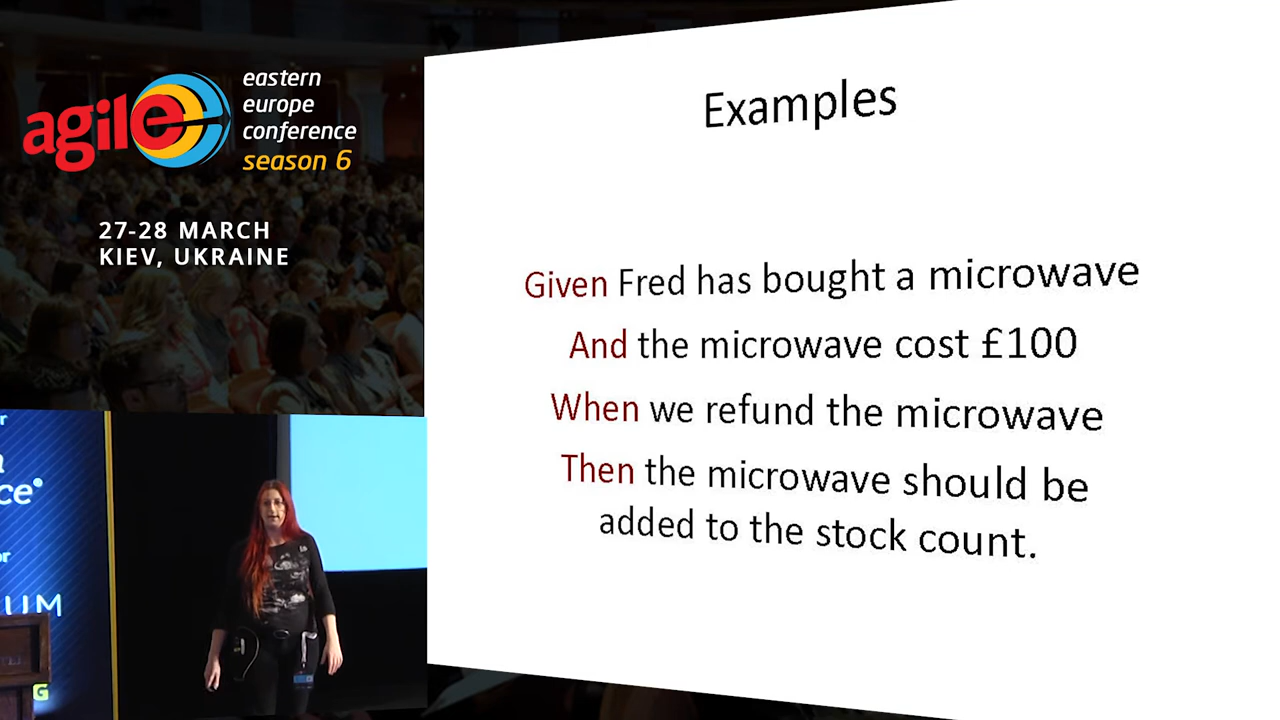 agilee
eastern
europe
conference
season 6
27-28 MARCH
KIEV, UKRAINE
Examples
Given Fred has bought a microwave
And the microwave cost £100
When we refund the microwave
Then the microwave should be
added to the stock count.